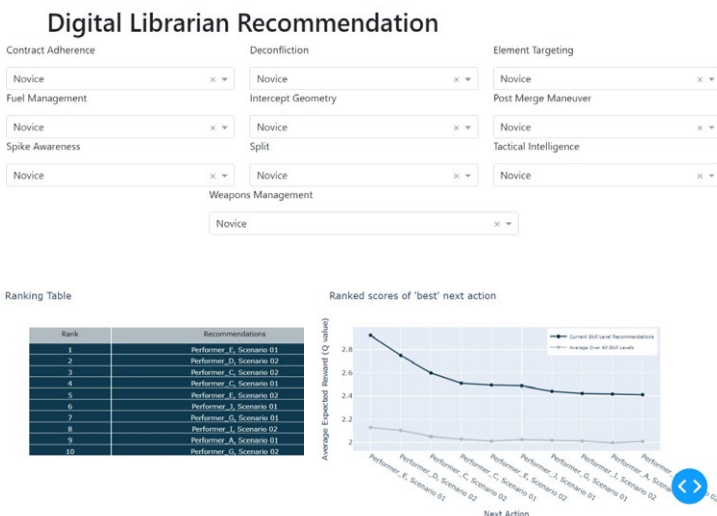 Digital Librarian Recommendation
Contract Adherence Deconfliction Element Targeting
Novice Novice Novice
Fuel Management Intercept Geometry Post Merge Maneuver
Novice Novice Novice
Spike Awareness Split Tactical Intelligence
Novice Novice Novice
Weapons Management
Novice
Ranking Table
Rank Recommendations
1 Performer_E, Scenario 01
2 Performer_D, Scenario 02
3 Performer_C, Scenario 02
4 Performer_C, Scenario 01
5 Performer_E, Scenario 02
6 Performer_J, Scenario 01
7 Performer_G, Scenario 01
8 Performer_I, Scenario 02
9 Performer_A, Scenario 01
10 Performer_G, Scenario 02
Ranked scores of 'best' next action
Current Skill Level Recommendations
Average Over All Skill Levels
Average Expected Reward (Q value)
2.8
2.6
2.4
2.2
2
Performer_E, Scenario 01
Performer_D, Scenario 02
Performer_C, Scenario 02
Performer_C, Scenario 01
Performer_E, Scenario 02
Performer_J, Scenario 01
Performer_G, Scenario 01
Performer_I, Scenario 02
Performer_A, Scenario
Performer_
Next Action